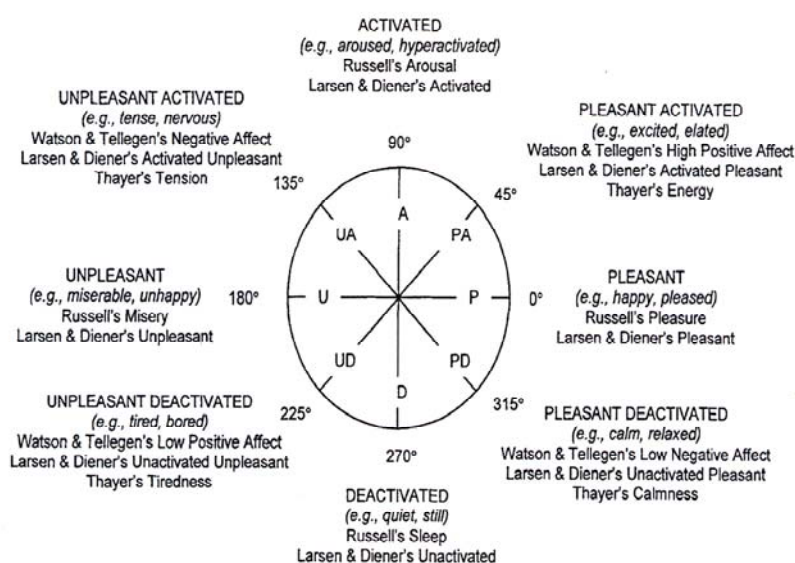 ACTIVATED
(e.g., aroused, hyperactivated)
Russell's Arousal
Larsen & Diener's Activated
UNPLEASANT ACTIVATED
(e.g., tense, nervous)
Watson & Tellegen's Negative Affect
Larsen & Diener's Activated Unpleasant
Thayer's Tension
PLEASANT ACTIVATED
(e.g., excited, elated)
Watson & Tellegen's High Positive Affect
Larsen & Diener's Activated Pleasant
Thayer's Energy
90°
135°
45°
A
UA
PA
UNPLEASANT
(e.g., miserable, unhappy)
Russell's Misery
Larsen & Diener's Unpleasant
180°
U
P
0°
PLEASANT
(e.g., happy, pleased)
Russell's Pleasure
Larsen & Diener's Pleasant
UD
PD
D
225°
315°
270°
UNPLEASANT DEACTIVATED
(e.g., tired, bored)
Watson & Tellegen's Low Positive Affect
Larsen & Diener's Unactivated Unpleasant
Thayer's Tiredness
PLEASANT DEACTIVATED
(e.g., calm, relaxed)
Watson & Tellegen's Low Negative Affect
Larsen & Diener's Unactivated Pleasant
Thayer's Calmness
DEACTIVATED
(e.g., quiet, still)
Russell's Sleep
Larsen & Diener's Unactivated